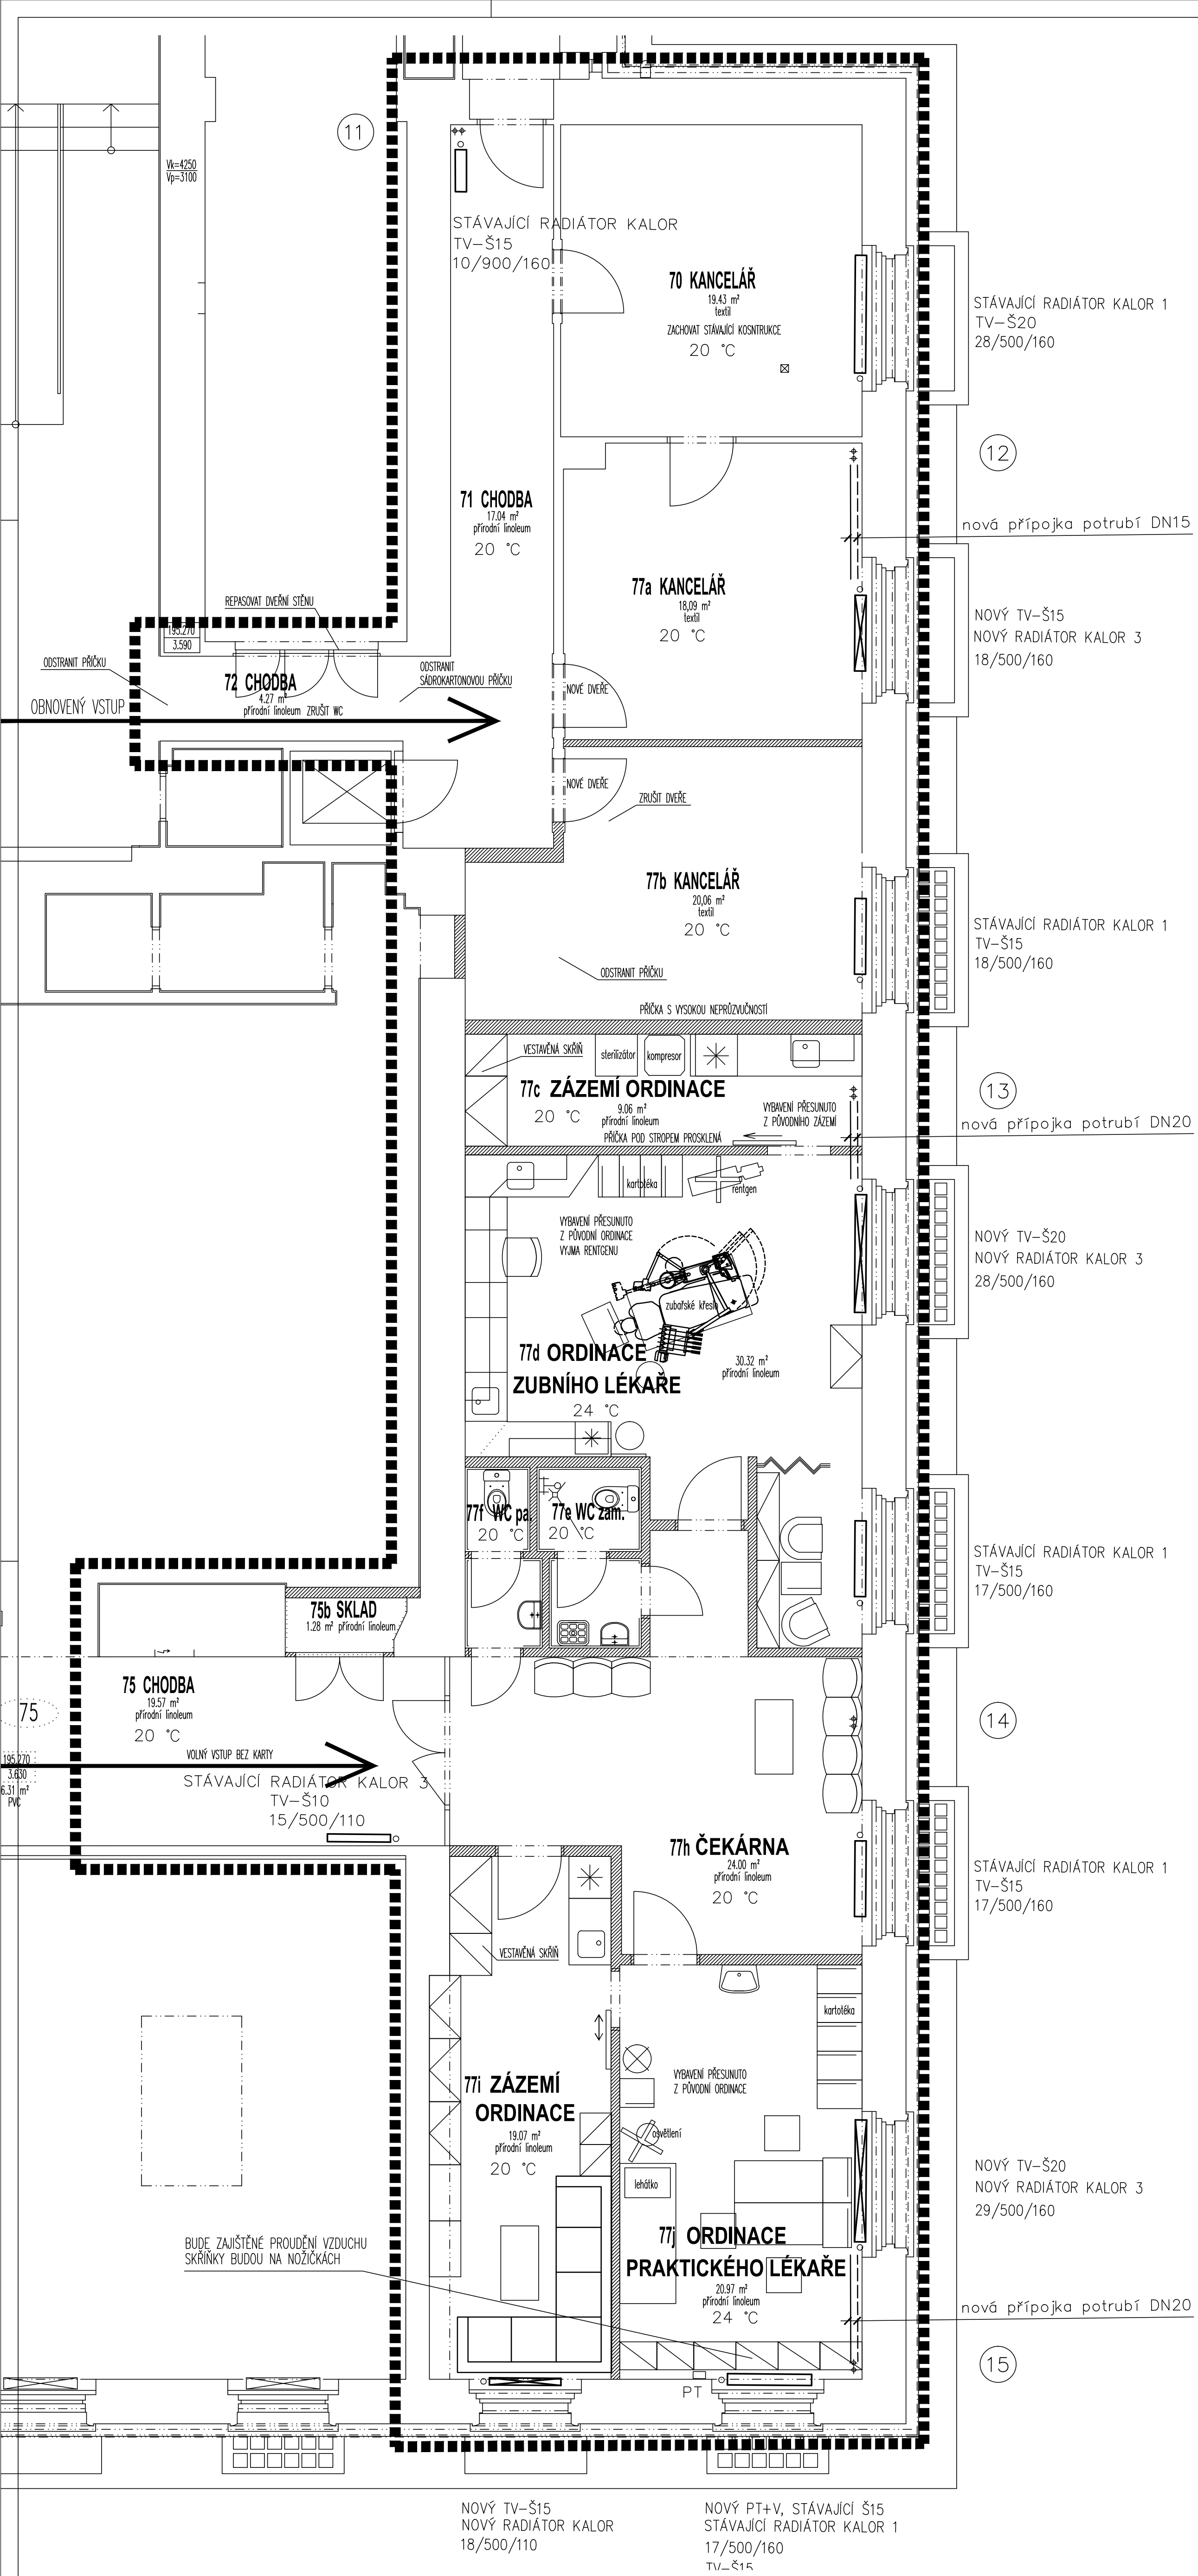 11
Vk=4250
Vp=3100
STÁVAJÍCÍ RADIÁTOR KALOR
TV-Š15
10/900/160
70 KANCELÁŘ
19.43 m²
textil
ZACHOVAT STÁVAJÍCÍ KOSNTRUKCE
20 °C
STÁVAJÍCÍ RADIÁTOR KALOR 1
TV-Š20
28/500/160
12
71 CHODBA
17.04 m²
přírodní linoleum
20 °C
nová přípojka potrubí DN15
77a KANCELÁŘ
18,09 m²
textil
20 °C
NOVÝ TV-Š15
NOVÝ RADIÁTOR KALOR 3
18/500/160
REPASOVAT DVEŘNÍ STĚNU
195.270
3.590
ODSTRANIT PŘÍČKU
ODSTRANIT
SÁDROKARTONOVOU PŘÍČKU
72 CHODBA
4.27 m²
přírodní linoleum ZRUŠIT WC
OBNOVENÝ VSTUP
NOVÉ DVEŘE
NOVÉ DVEŘE
ZRUŠIT DVEŘE
77b KANCELÁŘ
20,06 m²
textil
20 °C
STÁVAJÍCÍ RADIÁTOR KALOR 1
TV-Š15
18/500/160
ODSTRANIT PŘÍČKU
PŘÍČKA S VYSOKOU NEPRŮZVUČNOSTÍ
VESTAVĚNÁ SKŘÍŇ
sterilizátor
kompresor
77c ZÁZEMÍ ORDINACE
20 °C
9.06 m²
přírodní linoleum
PŘÍČKA POD STROPEM PROSKLENÁ
VYBAVENÍ PŘESUNUTO
Z PŮVODNÍHO ZÁZEMÍ
13
nová přípojka potrubí DN20
kartotéka
rentgen
VYBAVENÍ PŘESUNUTO
Z PŮVODNÍ ORDINACE
VYJMA RENTGENU
NOVÝ TV-Š20
NOVÝ RADIÁTOR KALOR 3
28/500/160
zubařské křeslo
77d ORDINACE
ZUBNÍHO LÉKAŘE
24 °C
30.32 m²
přírodní linoleum
77f WC pa.
20 °C
77e WC zam.
20 °C
STÁVAJÍCÍ RADIÁTOR KALOR 1
TV-Š15
17/500/160
75b SKLAD
1.28 m² přírodní linoleum
75 CHODBA
19.57 m²
přírodní linoleum
20 °C
75
195.270
3.630
6.31 m²
PVC
VOLNÝ VSTUP BEZ KARTY
STÁVAJÍCÍ RADIÁTOR KALOR 3
TV-Š10
15/500/110
14
77h ČEKÁRNA
24.00 m²
přírodní linoleum
20 °C
STÁVAJÍCÍ RADIÁTOR KALOR 1
TV-Š15
17/500/160
VESTAVĚNÁ SKŘÍŇ
kartotéka
77i ZÁZEMÍ
ORDINACE
19.07 m²
přírodní linoleum
20 °C
VYBAVENÍ PŘESUNUTO
Z PŮVODNÍ ORDINACE
osvětlení
lehátko
NOVÝ TV-Š20
NOVÝ RADIÁTOR KALOR 3
29/500/160
BUDE ZAJIŠTĚNÉ PROUDĚNÍ VZDUCHU
SKŘÍŇKY BUDOU NA NOŽIČKÁCH
77j ORDINACE
PRAKTICKÉHO LÉKAŘE
20.97 m²
přírodní linoleum
24 °C
nová přípojka potrubí DN20
15
PT
NOVÝ TV-Š15
NOVÝ RADIÁTOR KALOR
18/500/110
NOVÝ PT+V, STÁVAJÍCÍ Š15
STÁVAJÍCÍ RADIÁTOR KALOR 1
17/500/160
TV-Š15